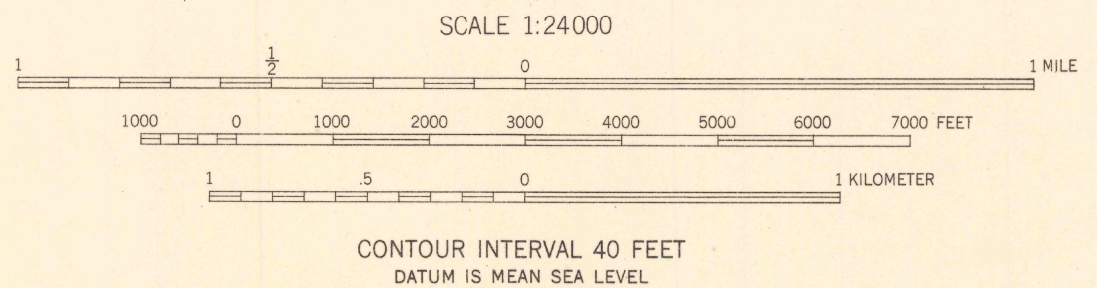 SCALE 1:24000
1 1/2 0 1 MILE
1000 0 1000 2000 3000 4000 5000 6000 7000 FEET
1 .5 0 1 KILOMETER
CONTOUR INTERVAL 40 FEET
DATUM IS MEAN SEA LEVEL